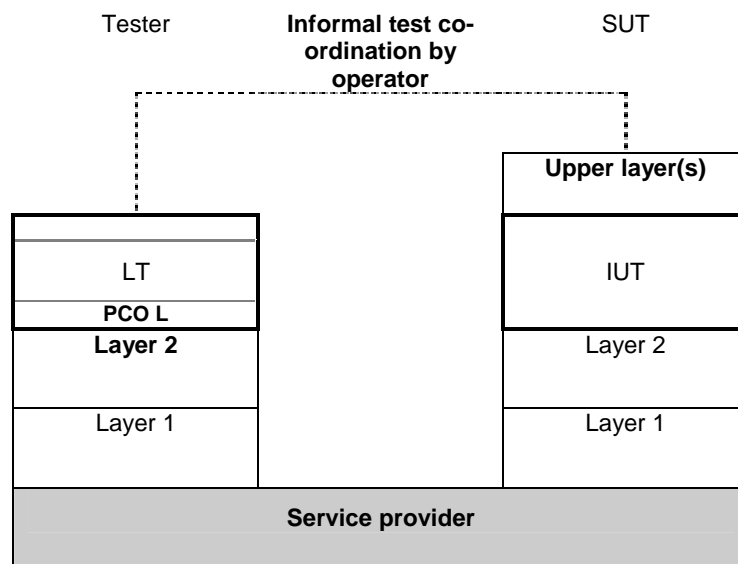 Tester
Informal test co-
ordination by
operator
SUT
Upper layer(s)
LT
IUT
PCO L
Layer 2
Layer 2
Layer 1
Layer 1
Service provider